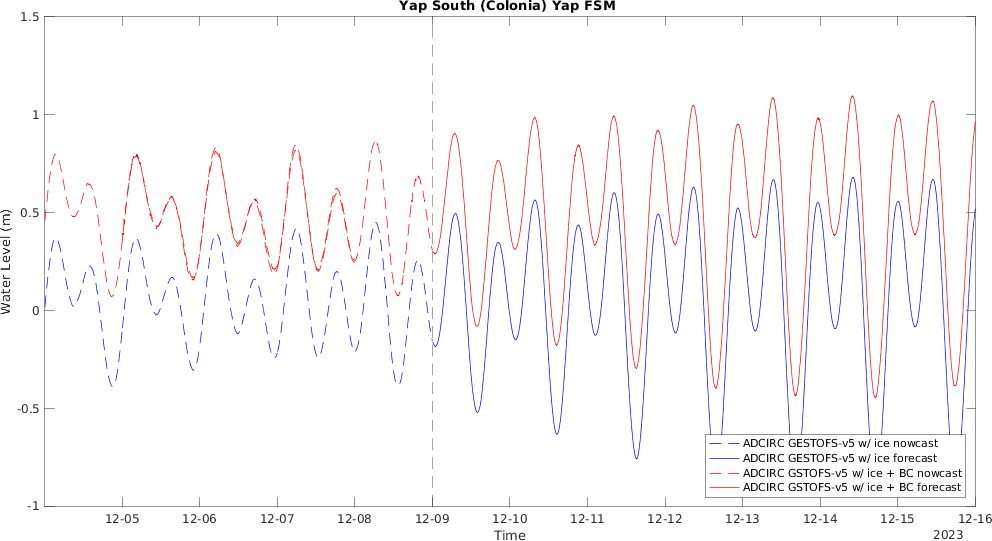 Yap South (Colonia) Yap FSM
1.5
1
0.5
0
-0.5
-1
Water Level (m)
ADCIRC GESTOFS-v5 w/ ice nowcast
ADCIRC GESTOFS-v5 w/ ice forecast
ADCIRC GSTOFS-v5 w/ ice + BC nowcast
ADCIRC GSTOFS-v5 w/ ice + BC forecast
12-05 12-06 12-07 12-08 12-09 12-10 12-11 12-12 12-13 12-14 12-15 12-16
Time
2023